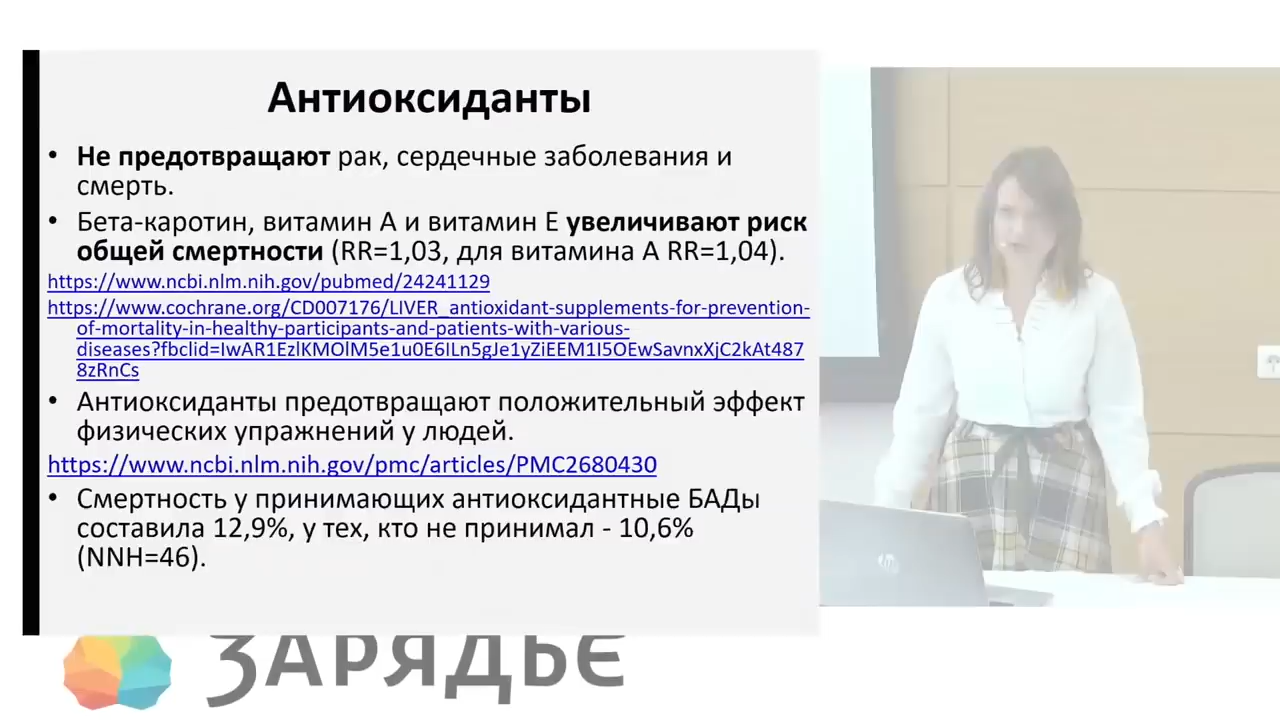 Антиоксиданты
• Не предотвращают рак, сердечные заболевания и
смерть.
• Бета-каротин, витамин А и витамин Е увеличивают риск
общей смертности (RR=1,03, для витамина А RR=1,04).
https://www.ncbi.nlm.nih.gov/pubmed/24241129
https://www.cochrane.org/CD007176/LIVER_antioxidant-supplements-for-prevention-
of-mortality-in-healthy-participants-and-patients-with-various-
diseases?fbclid=IwAR1EzlKMOlM5e1u0E6ILn5gJe1yZiEEM1I5OEwSavnxXjC2kAt487
8zRnCs
• Антиоксиданты предотвращают положительный эффект
физических упражнений у людей.
https://www.ncbi.nlm.nih.gov/pmc/articles/PMC2680430
• Смертность у принимающих антиоксидантные БАДы
составила 12,9%, у тех, кто не принимал - 10,6%
(NNH=46).
hp
ЗАРЯДЬЕ